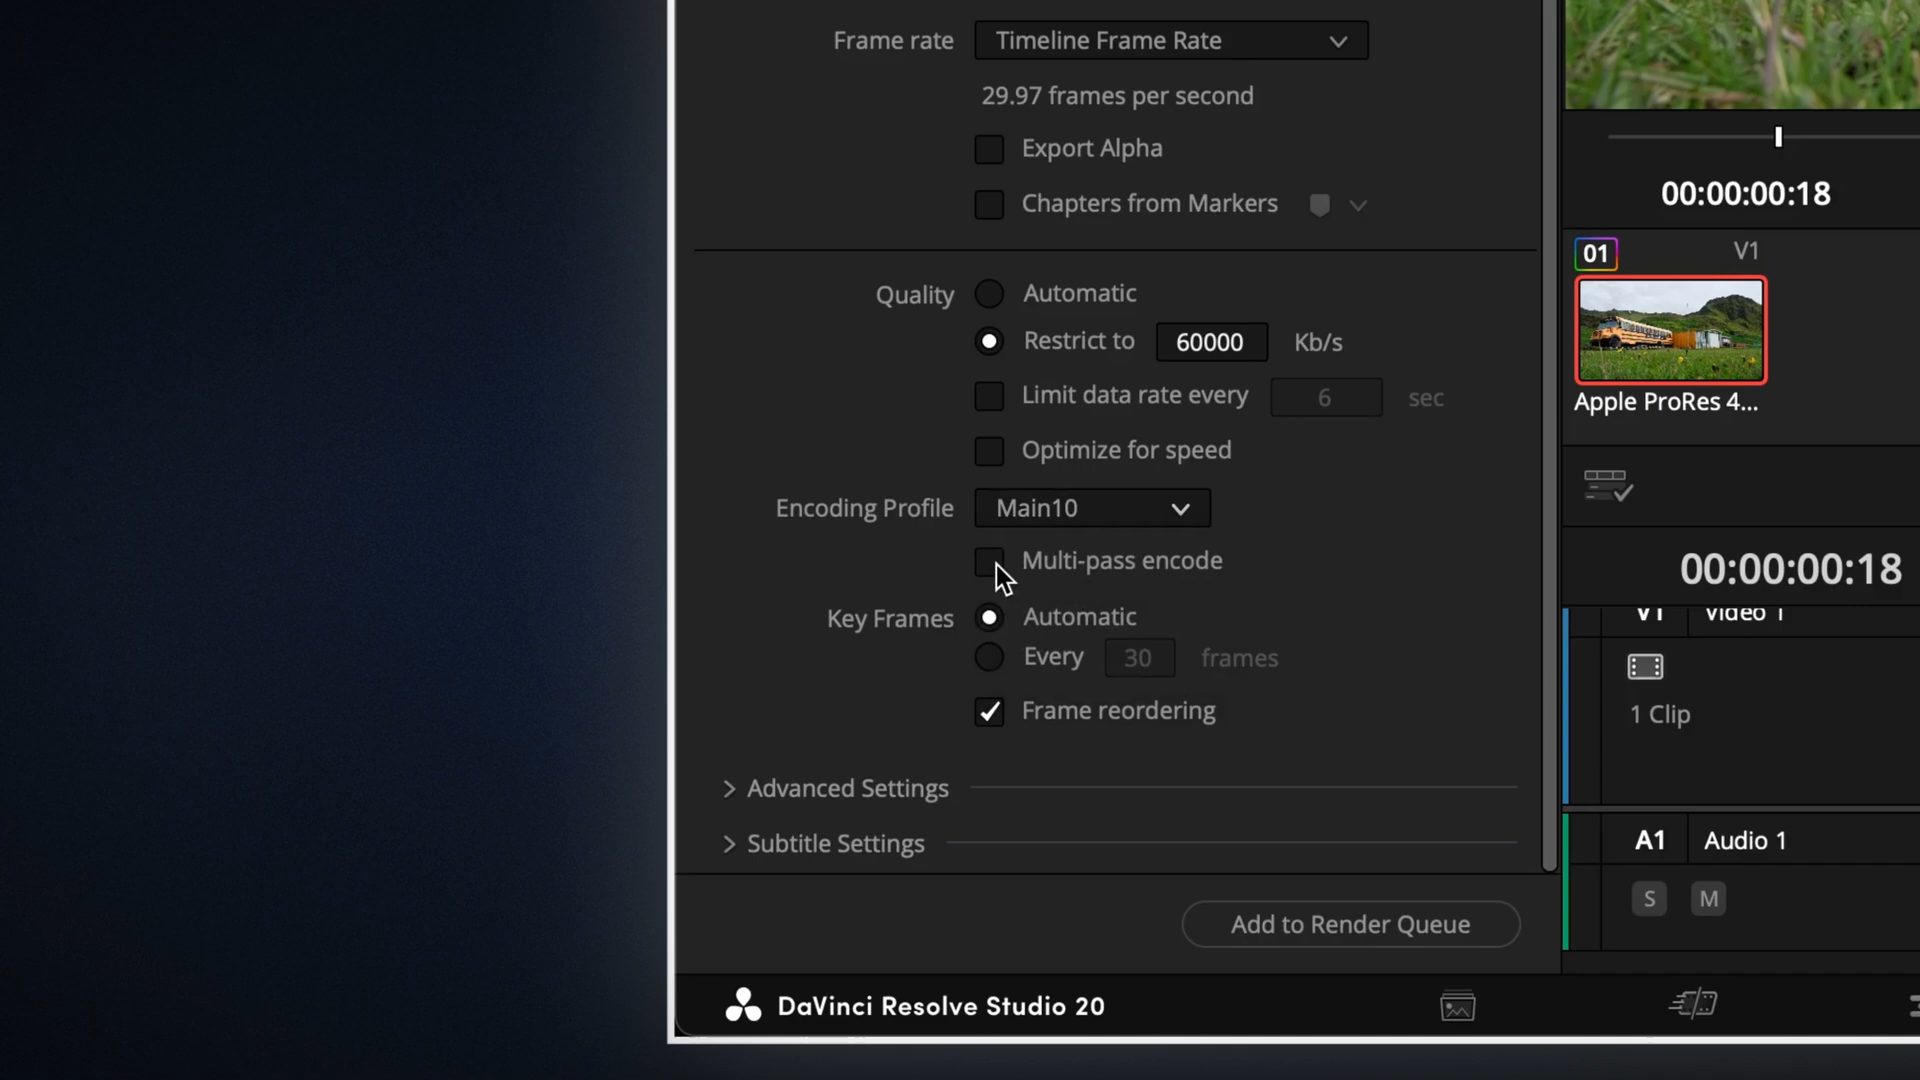 Frame rate Timeline Frame Rate
29.97 frames per second
Export Alpha
Chapters from Markers
Quality Automatic
Restrict to 60000 Kb/s
Limit data rate every 6 sec
Optimize for speed
Encoding Profile Main10
Multi-pass encode
Key Frames Automatic
Every 30 frames
Frame reordering
Advanced Settings
Subtitle Settings
Add to Render Queue
DaVinci Resolve Studio 20
00:00:00:18
01 V1
Apple ProRes 4...
00:00:00:18
V1 Video 1
1 Clip
A1 Audio 1
S M